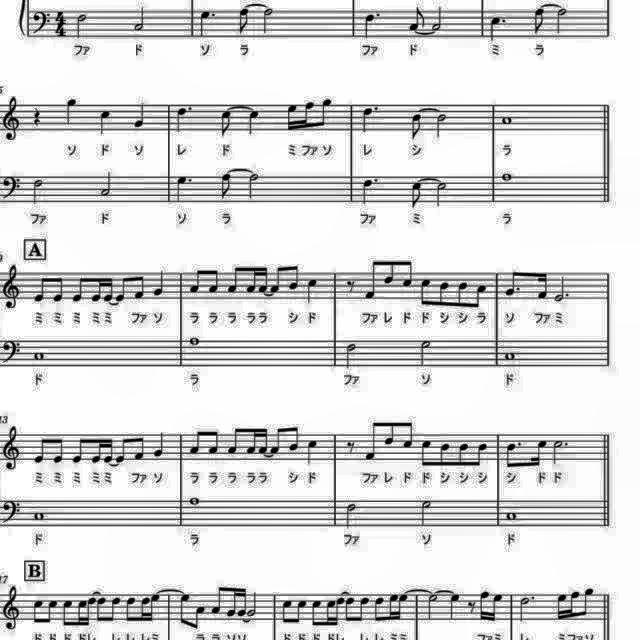 ファ ド ソ ラ ファ ド ミ ラ
ソ ド ソ レ ド ミ ファ ソ レ シ ラ
ファ ド ソ ラ ファ ミ ラ
A
ミ ミ ミ ミミ ファ ソ ラ ラ ラ ララ シ ド ファ レ ド ド シ シ ラ ソ ファ ミ
ド ラ ファ ソ ド
13
ミ ミ ミ ミミ ファ ソ ラ ラ ラ ララ シ ド ファ レ ド ド シ シ シ シ ド ド
ド ラ ファ ソ ド
B
17